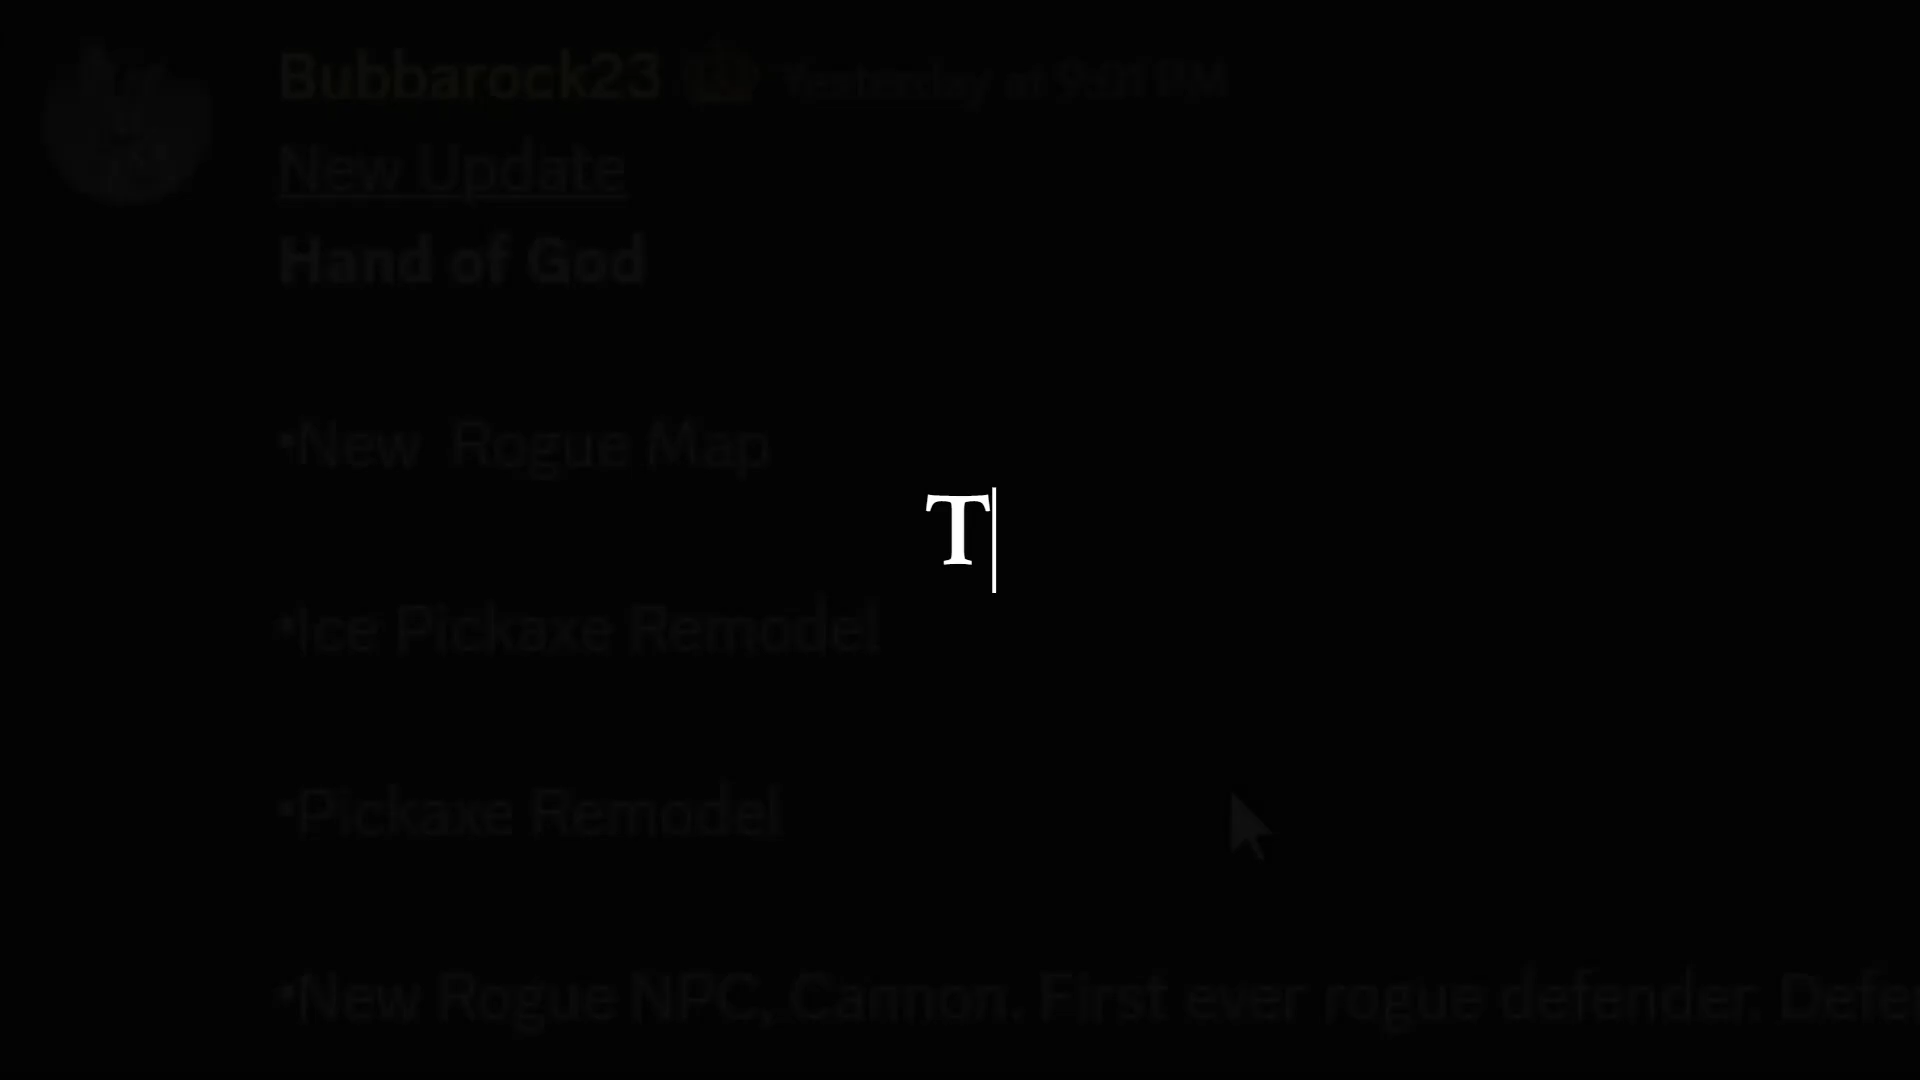 Bubbarock23 Yesterday at 9:01 PM
New Update
Hand of God
•New Rogue Map
T
•Ice Pickaxe Remodel
•Pickaxe Remodel
•New Rogue NPC, Cannon. First ever rogue defender. Defe